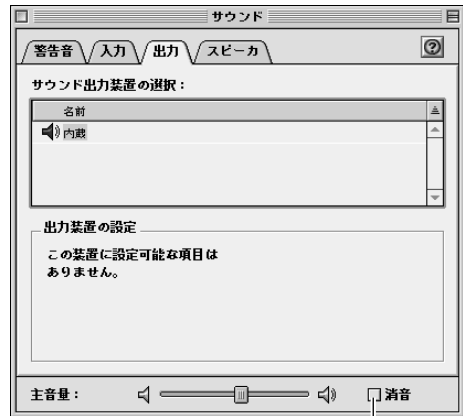 サウンド
警告音 入力 出力 スピーカ
サウンド出力装置の選択：
名前
内蔵
出力装置の設定
この装置に設定可能な項目は
ありません。
主音量： 消音